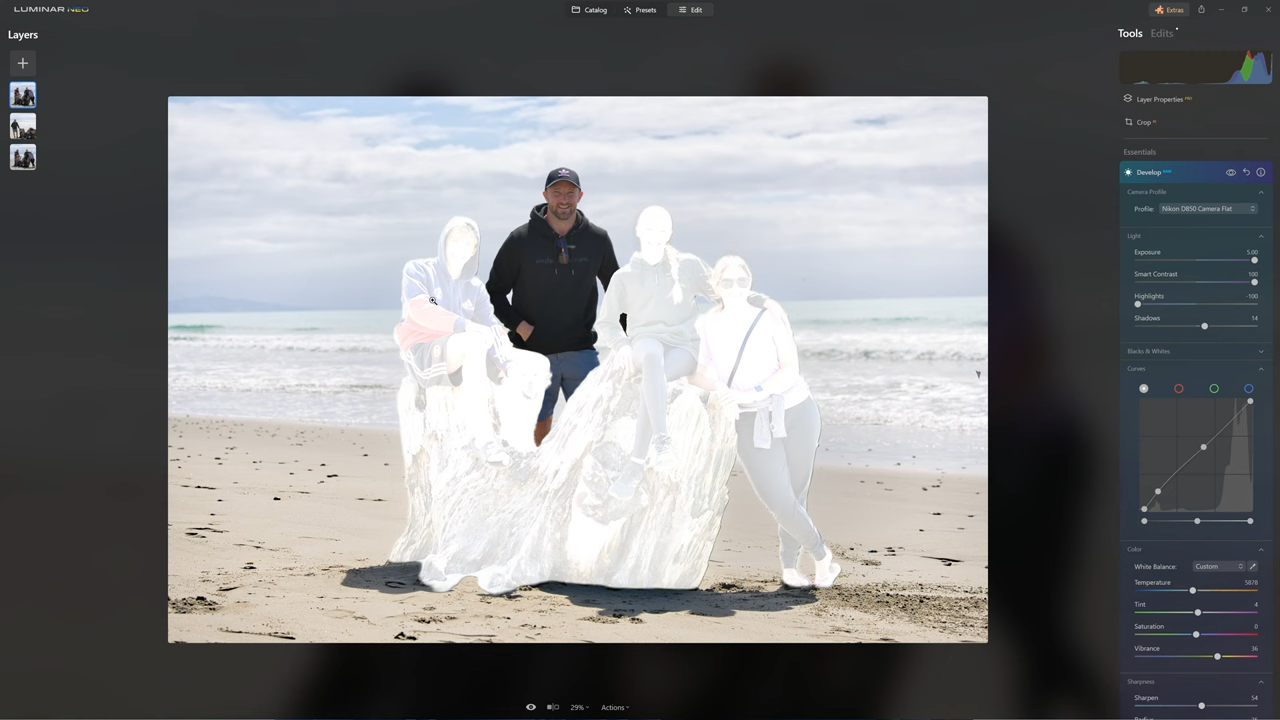 LUMINAR NEO
Catalog
Presets
Edit
Extras
Layers
Tools
Edits
Layer Properties PRO
Crop
Essentials
Develop
Camera Profile
Profile: Nikon D850 Camera Flat
Light
Exposure 5.00
Smart Contrast 100
Highlights -100
Shadows 14
Blacks & Whites
Curves
Color
White Balance: Custom
Temperature 5878
Tint 4
Saturation 0
Vibrance 36
Sharpness
Sharpen 54
29%
Actions